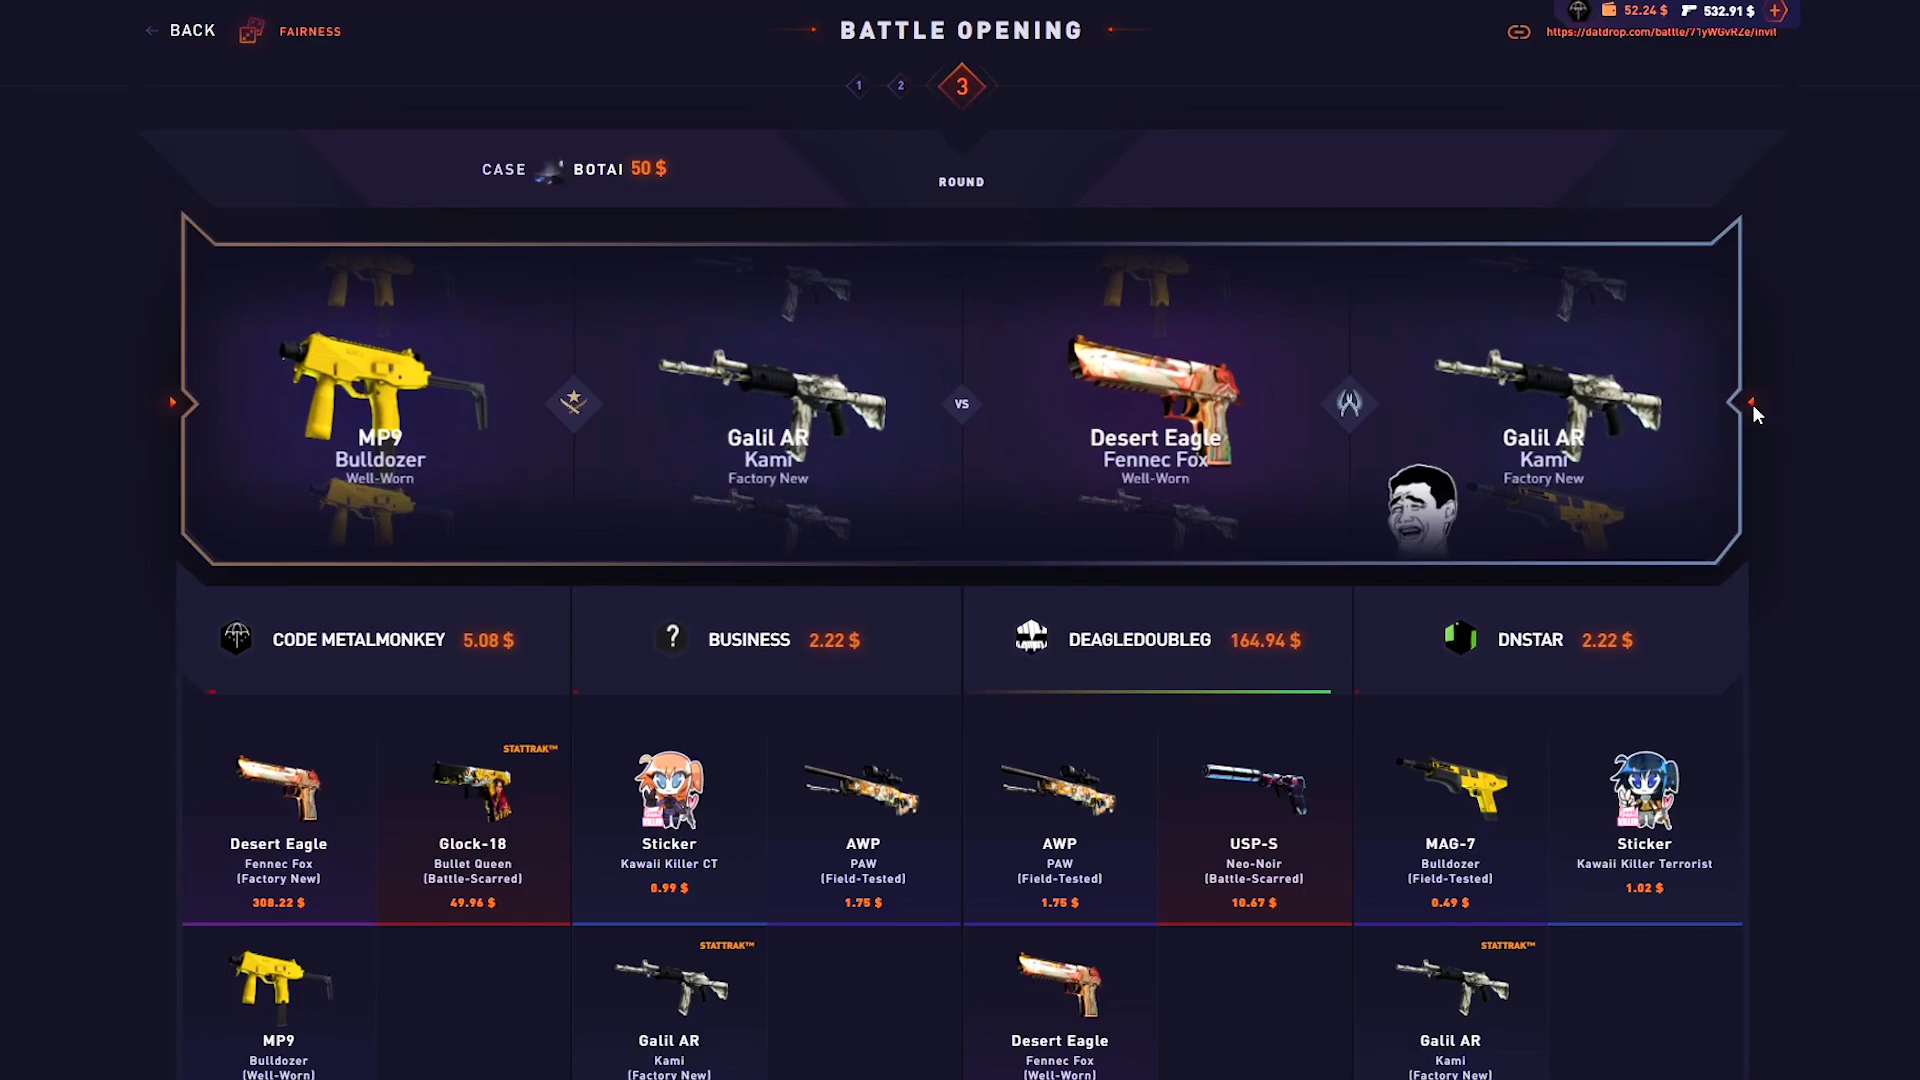 BACK
FAIRNESS
BATTLE OPENING
52.24 $
532.91 $
https://datdrop.com/battle/71yWGvRZe/invit
1
2
3
CASE BOTAI 50 $
ROUND
MP9
Bulldozer
Well-Worn
Galil AR
Kami
Factory New
VS
Desert Eagle
Fennec Fox
Well-Worn
Galil AR
Kami
Factory New
CODE METALMONKEY 5.08 $
? BUSINESS 2.22 $
DEAGLEDOUBLEG 164.94 $
DNSTAR 2.22 $
Desert Eagle
Fennec Fox
(Factory New)
308.22 $
STATTRAK™
Glock-18
Bullet Queen
(Battle-Scarred)
49.96 $
Sticker
Kawaii Killer CT
0.99 $
AWP
PAW
(Field-Tested)
1.75 $
AWP
PAW
(Field-Tested)
1.75 $
USP-S
Neo-Noir
(Battle-Scarred)
10.67 $
MAG-7
Bulldozer
(Field-Tested)
0.49 $
Sticker
Kawaii Killer Terrorist
1.02 $
MP9
Bulldozer
(Well-Worn)
STATTRAK™
Galil AR
Kami
(Factory New)
Desert Eagle
Fennec Fox
(Well-Worn)
STATTRAK™
Galil AR
Kami
(Factory New)